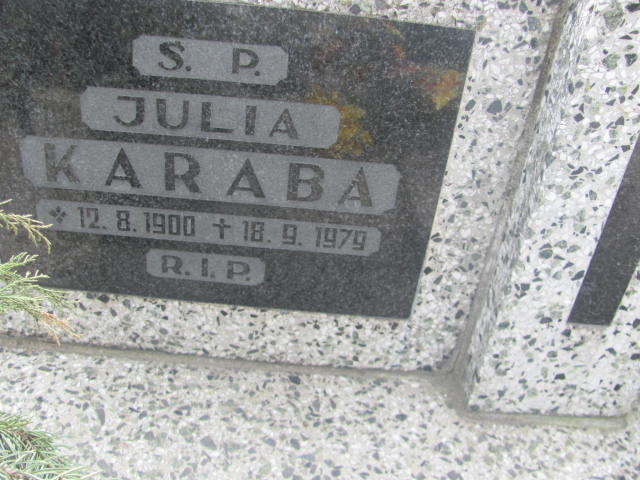 S. P.
JULIA
KARABA
* 12. 8. 1900 † 18. 9. 1979
R. I. P.